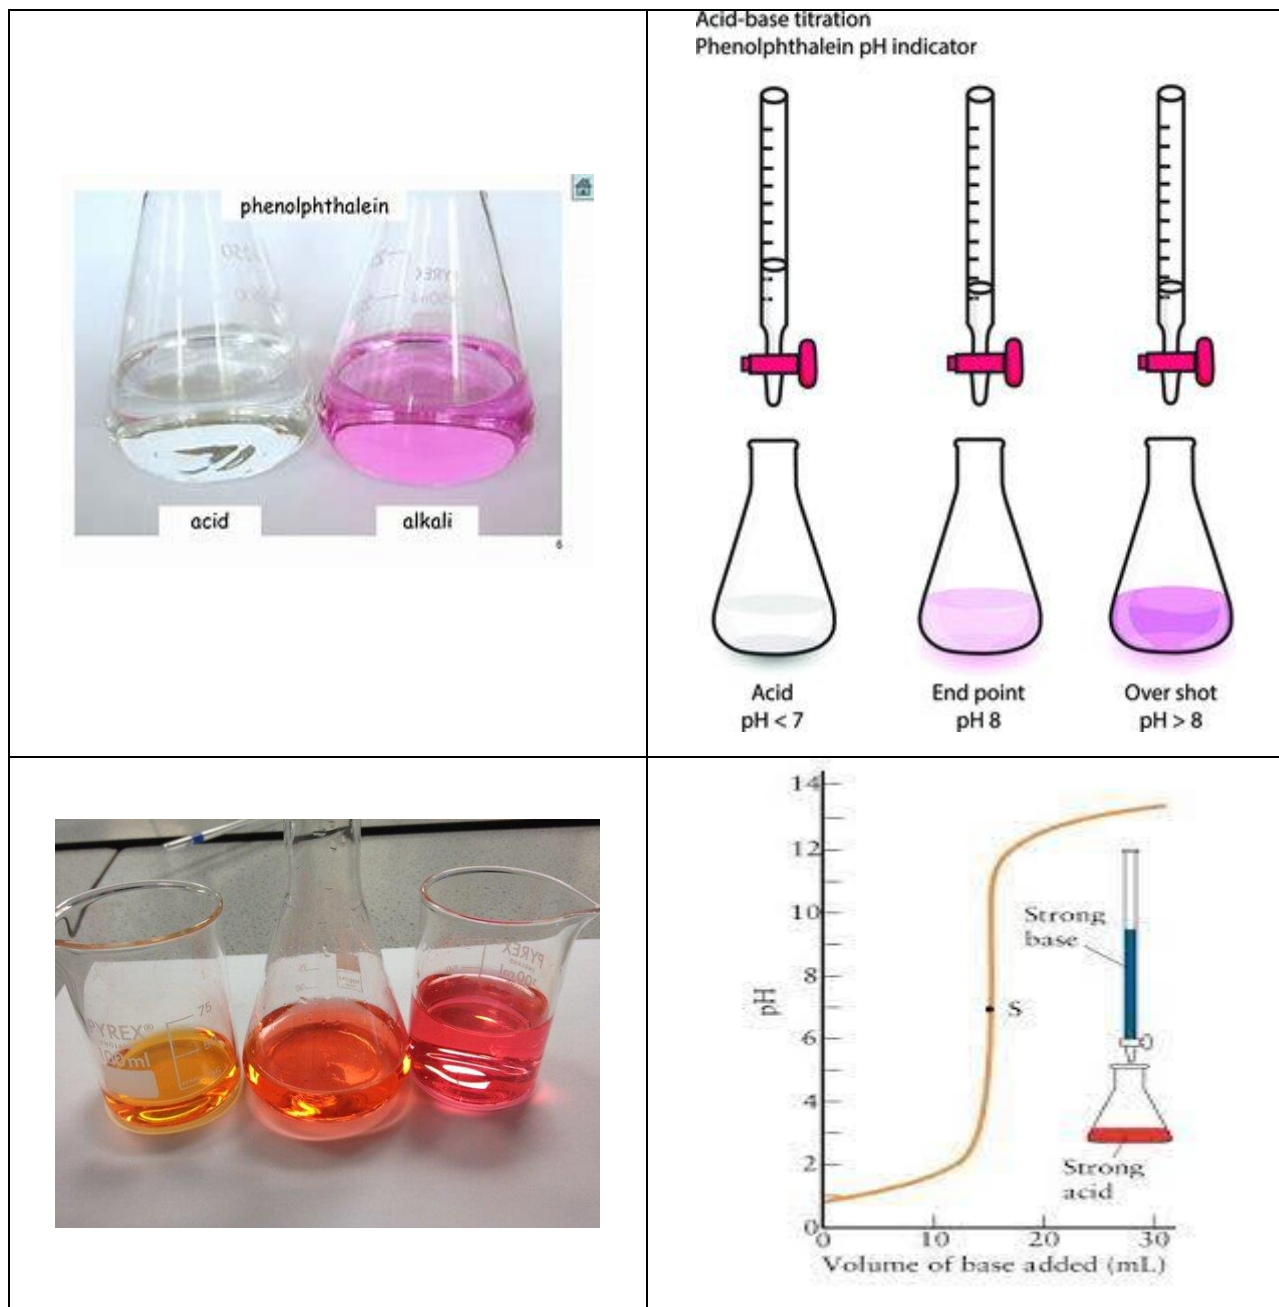 phenolphthalein
acid
alkali
6
Acid-base titration
Phenolphthalein pH indicator
Acid
pH < 7
End point
pH 8
Over shot
pH > 8
PYREX®
75
PYREX
14
12
10
8
6
4
2
0
pH
S
Strong
base
Strong
acid
0
10
20
30
Volume of base added (mL)